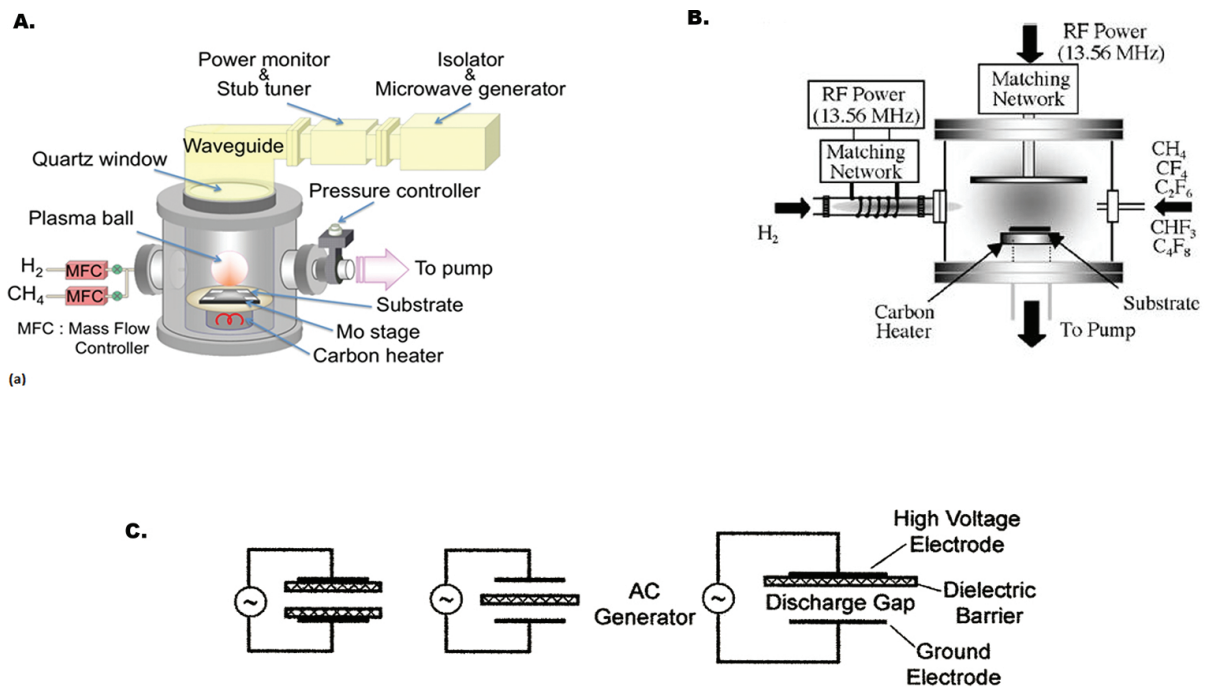 A.
Power monitor
&
Stub tuner
Isolator
&
Microwave generator
Waveguide
Quartz window
Pressure controller
Plasma ball
H2
MFC
CH4
MFC
To pump
Substrate
Mo stage
Carbon heater
MFC : Mass Flow
Controller
(a)
B.
RF Power
(13.56 MHz)
Matching
Network
RF Power
(13.56 MHz)
Matching
Network
H2
CH4
CF4
C2F6
CHF3
C4F8
Carbon
Heater
Substrate
To Pump
C.
~
~
AC
Generator
~
High Voltage
Electrode
Dielectric
Barrier
Discharge Gap
Ground
Electrode